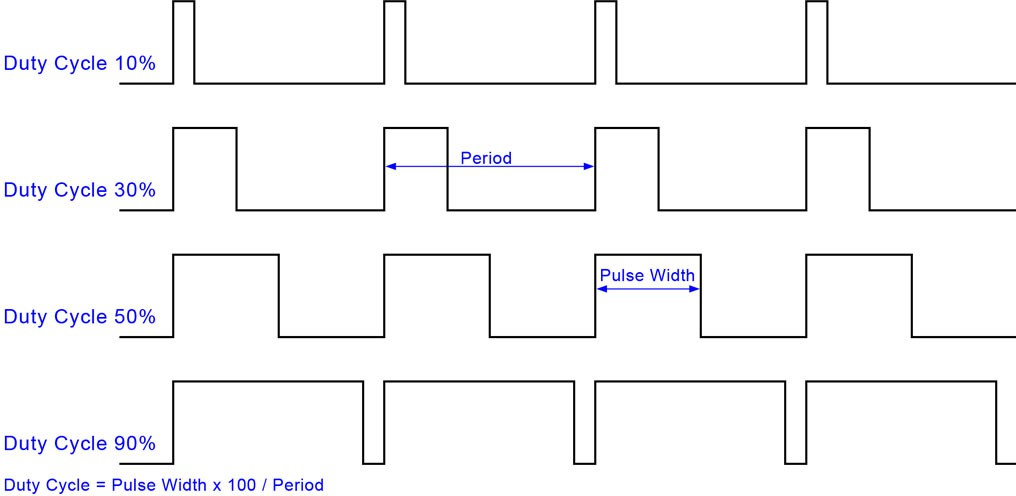 Duty Cycle 10%
Duty Cycle 30%
Period
Duty Cycle 50%
Pulse Width
Duty Cycle 90%
Duty Cycle = Pulse Width x 100 / Period